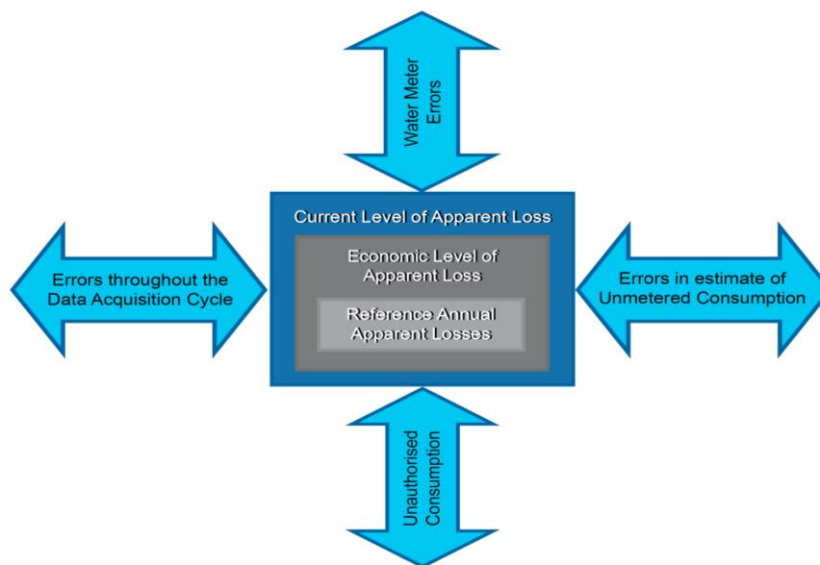 Water Meter
Errors
Current Level of Apparent Loss
Economic Level of
Apparent Loss
Reference Annual
Apparent Losses
Errors throughout the
Data Acquisition Cycle
Errors in estimate of
Unmetered Consumption
Unauthorised
Consumption